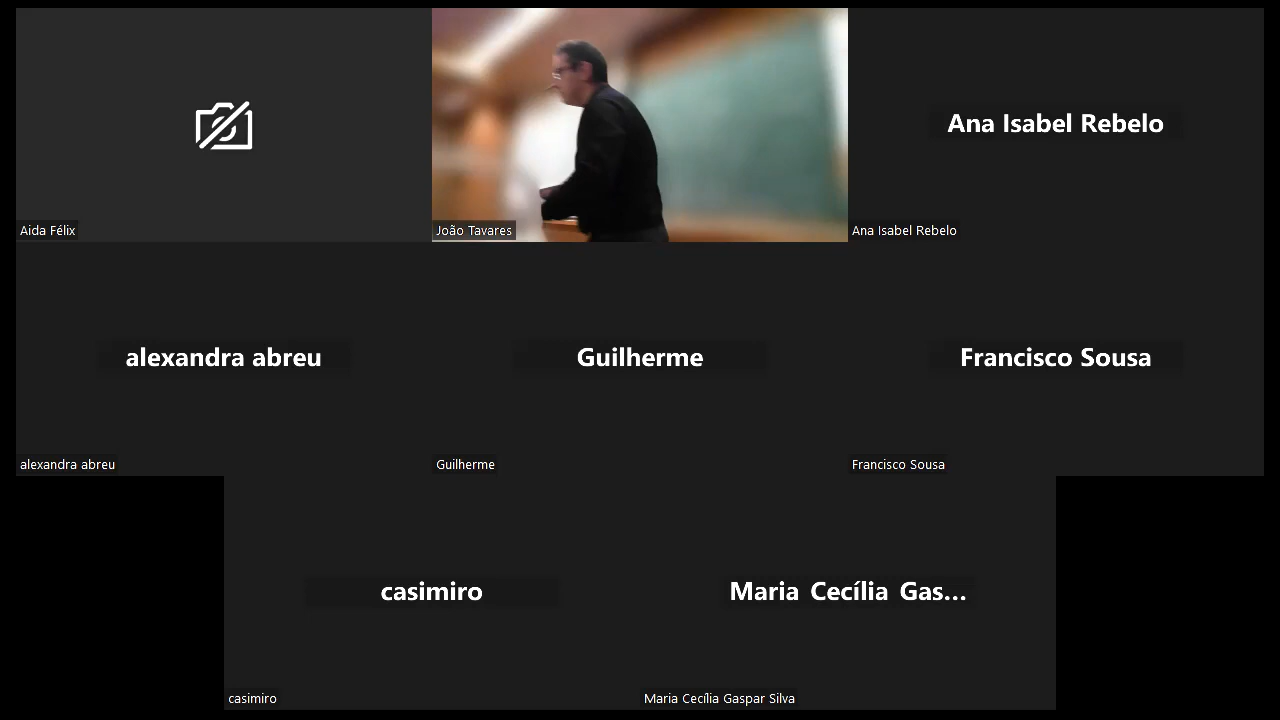 Aida Félix
João Tavares
Ana Isabel Rebelo
Ana Isabel Rebelo
alexandra abreu
alexandra abreu
Guilherme
Guilherme
Francisco Sousa
Francisco Sousa
casimiro
casimiro
Maria Cecília Gas...
Maria Cecília Gaspar Silva